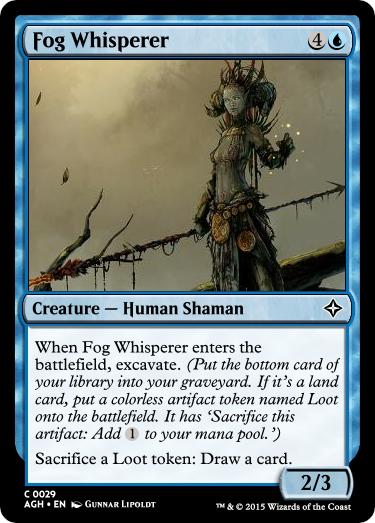 Fog Whisperer 4
Creature — Human Shaman
When Fog Whisperer enters the
battlefield, excavate. (Put the bottom card of
your library into your graveyard. If it's a land
card, put a colorless artifact token named Loot
onto the battlefield. It has 'Sacrifice this
artifact: Add 1 to your mana pool.')
Sacrifice a Loot token: Draw a card.
2/3
C 0029
AGH • EN Gunnar Lipoldt
™ & © 2015 Wizards of the Coast